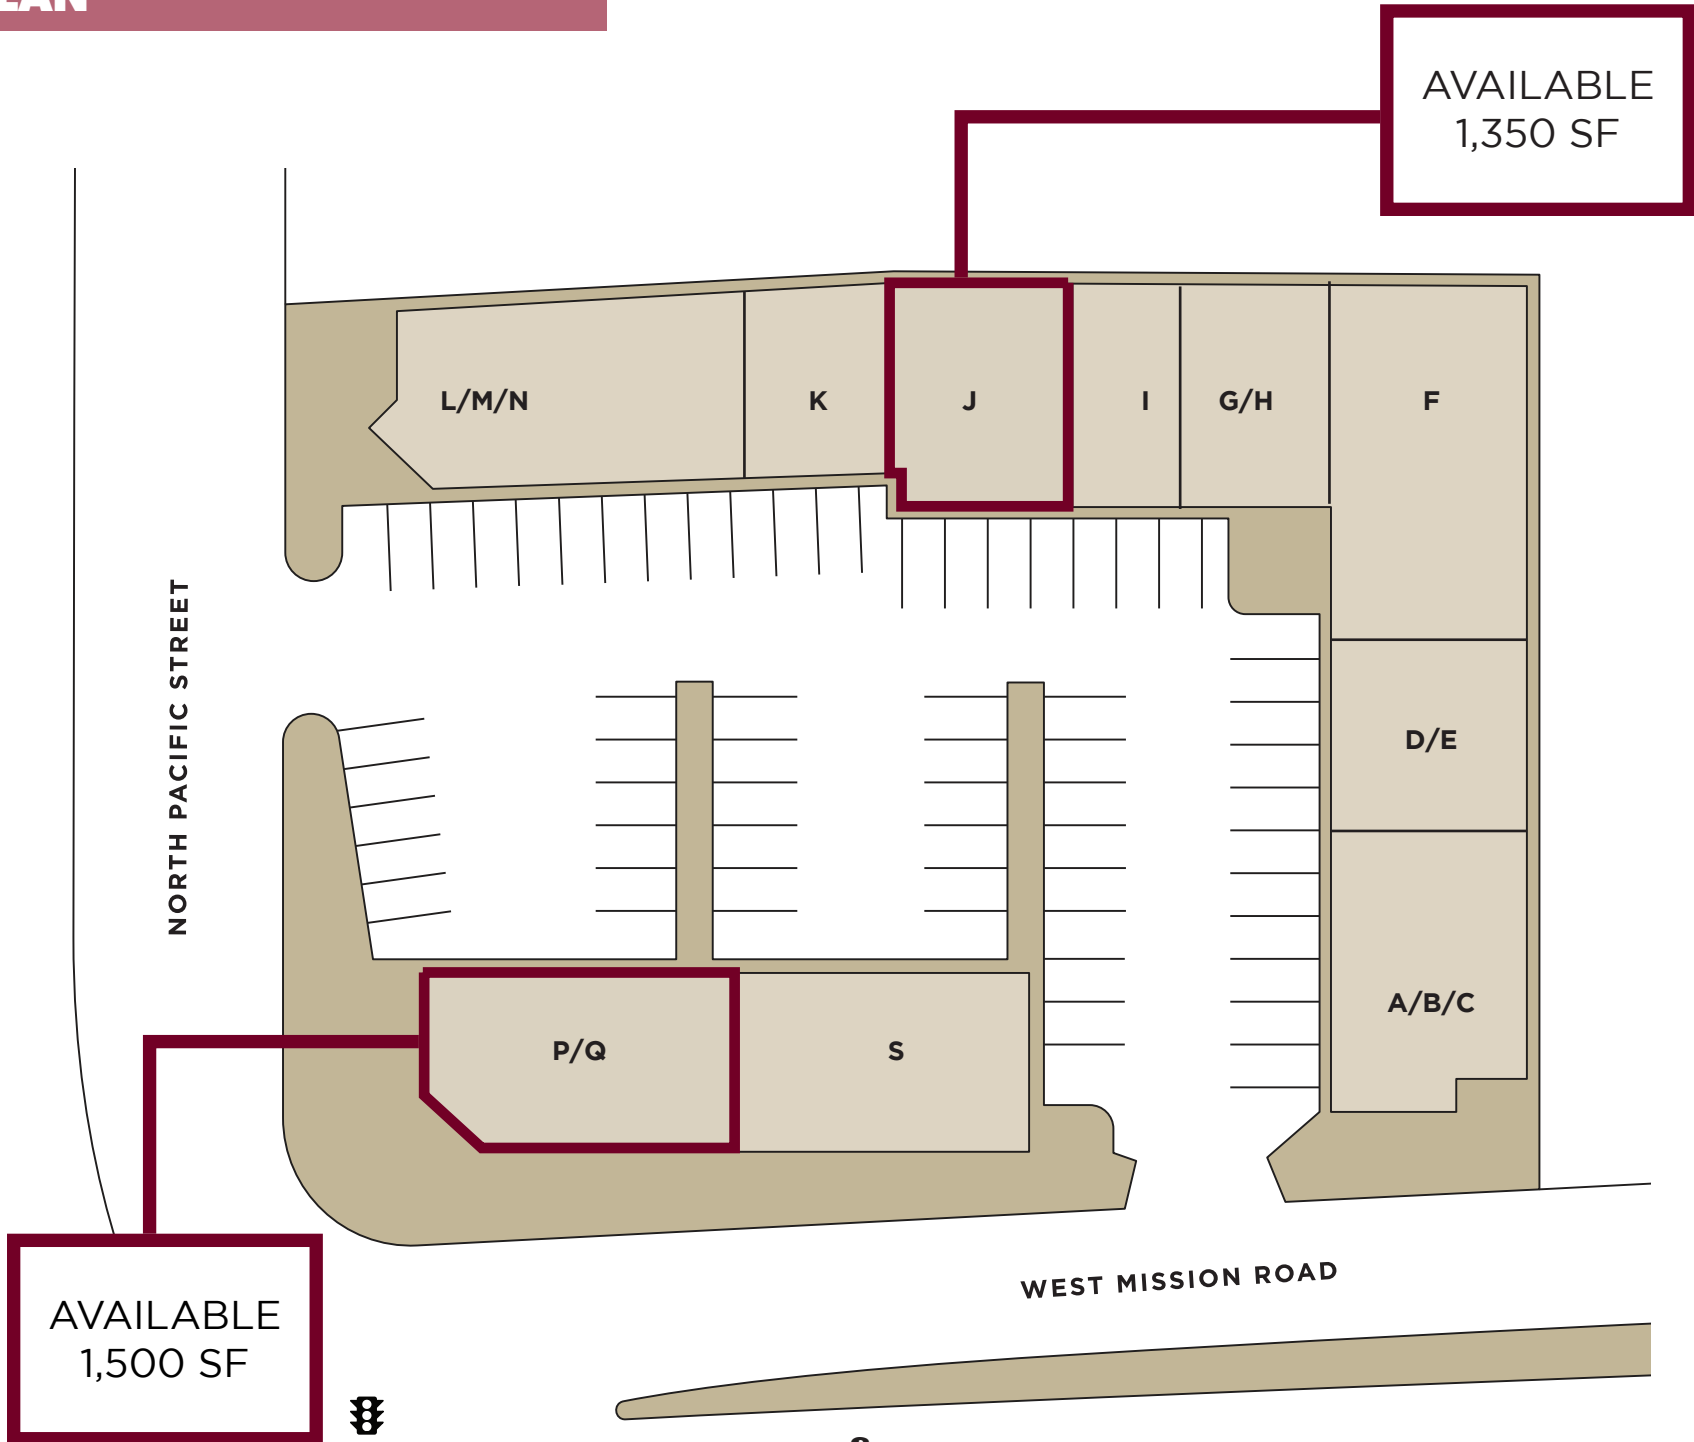 AVAILABLE
1,350 SF
L/M/N
K
J
I
G/H
F
NORTH PACIFIC STREET
D/E
A/B/C
P/Q
S
WEST MISSION ROAD
AVAILABLE
1,500 SF